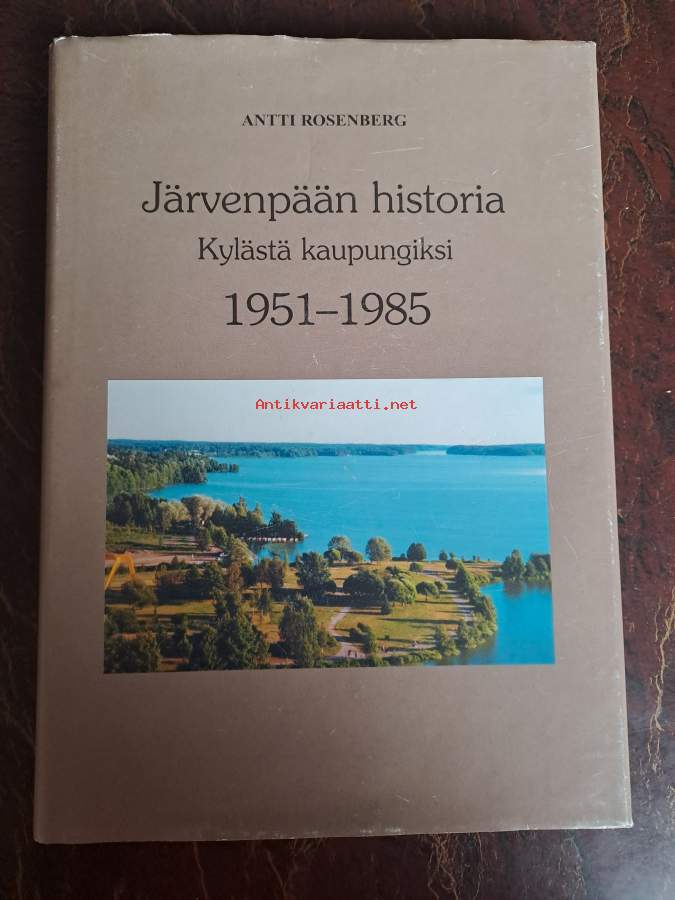 ANTTI ROSENBERG
Järvenpään historia
Kylästä kaupungiksi
1951–1985
Antikvariaatti.net